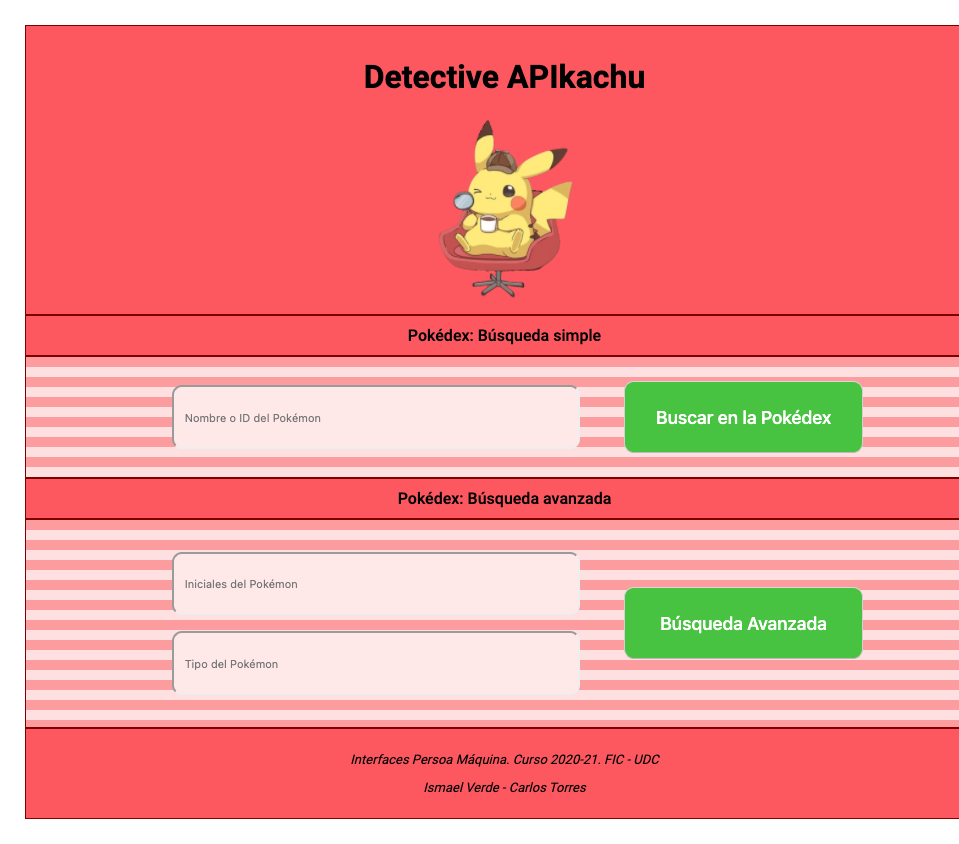 Detective APIkachu
Pokédex: Búsqueda simple
Nombre o ID del Pokémon
Buscar en la Pokédex
Pokédex: Búsqueda avanzada
Iniciales del Pokémon
Búsqueda Avanzada
Tipo del Pokémon
Interfaces Persoa Máquina. Curso 2020-21. FIC - UDC
Ismael Verde - Carlos Torres